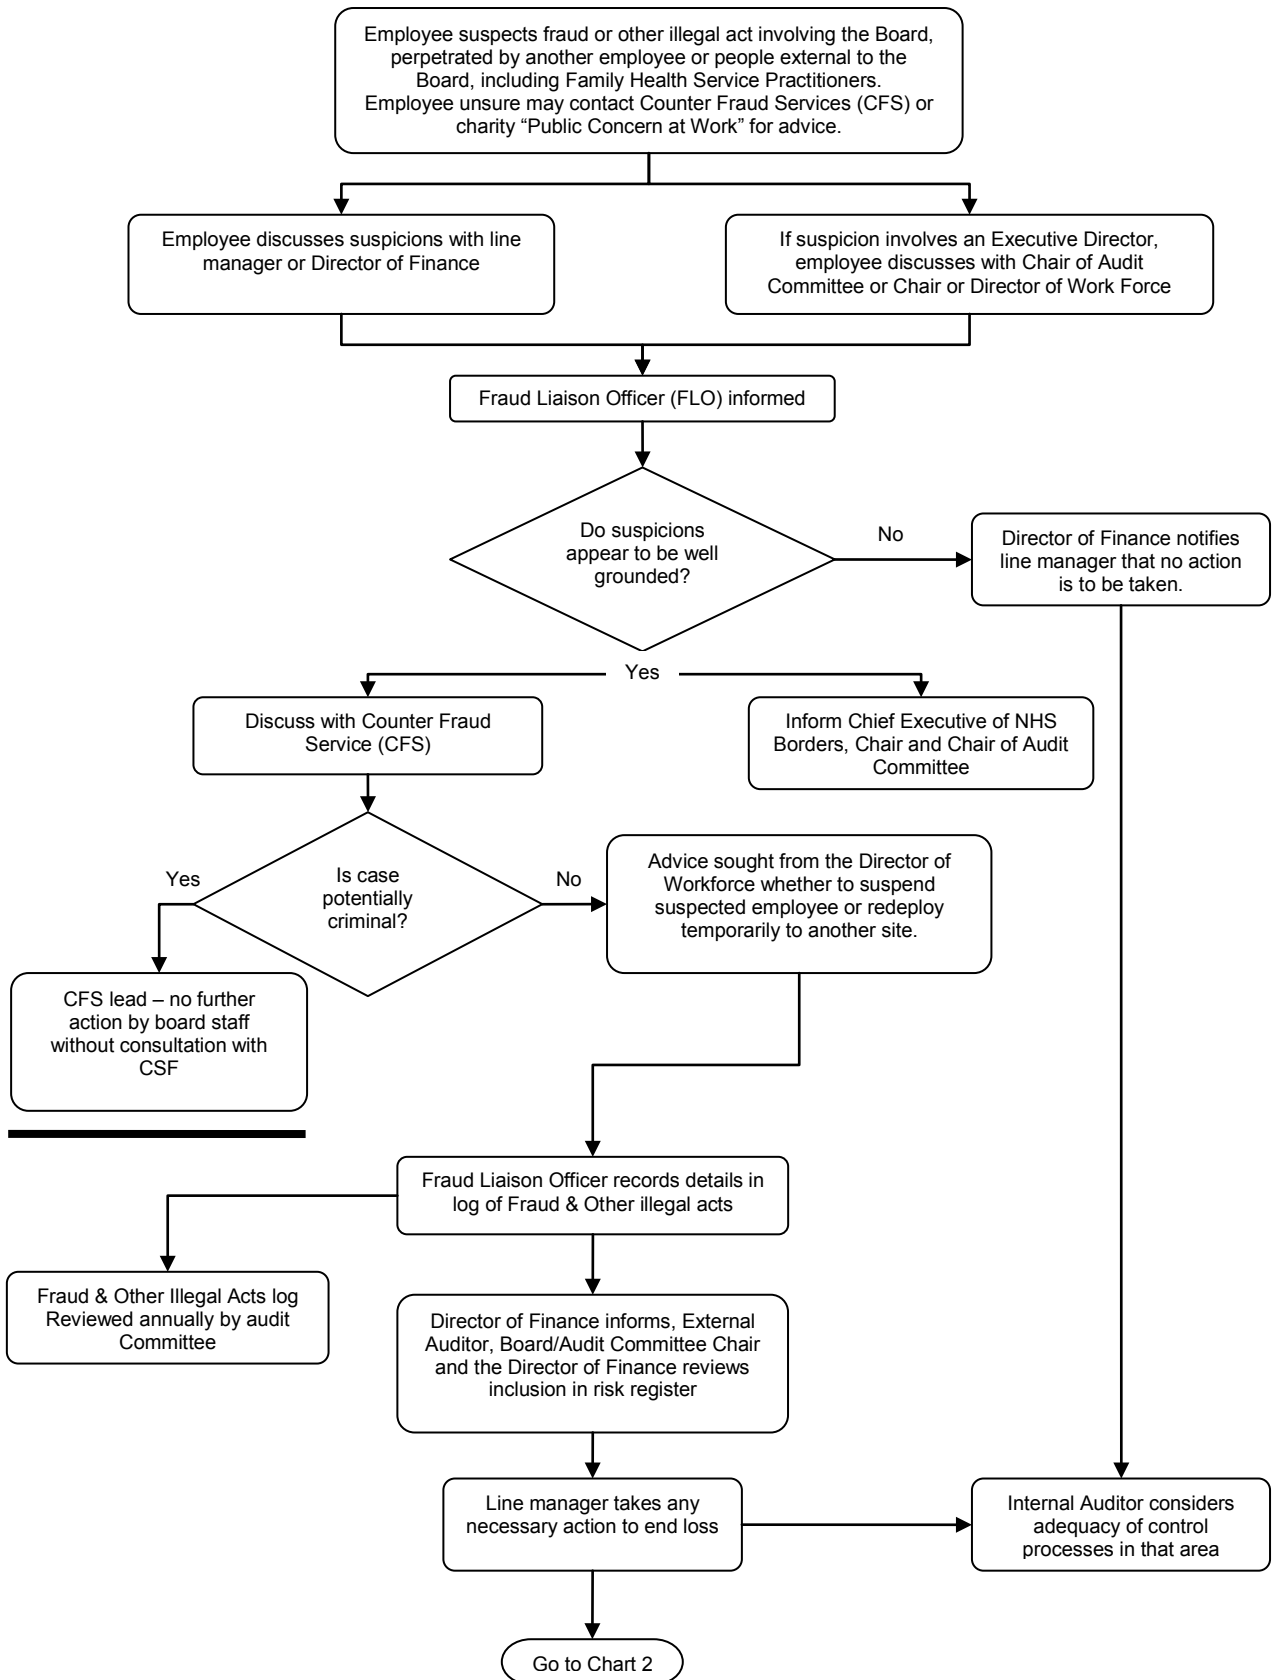 Employee suspects fraud or other illegal act involving the Board,
perpetrated by another employee or people external to the
Board, including Family Health Service Practitioners.
Employee unsure may contact Counter Fraud Services (CFS) or
charity “Public Concern at Work” for advice.
Employee discusses suspicions with line
manager or Director of Finance
If suspicion involves an Executive Director,
employee discusses with Chair of Audit
Committee or Chair or Director of Work Force
Fraud Liaison Officer (FLO) informed
Do suspicions
appear to be well
grounded?
No
Director of Finance notifies
line manager that no action
is to be taken.
Yes
Discuss with Counter Fraud
Service (CFS)
Inform Chief Executive of NHS
Borders, Chair and Chair of Audit
Committee
Is case
potentially
criminal?
Yes
No
Advice sought from the Director of
Workforce whether to suspend
suspected employee or redeploy
temporarily to another site.
CFS lead – no further
action by board staff
without consultation with
CSF
Fraud Liaison Officer records details in
log of Fraud & Other illegal acts
Fraud & Other Illegal Acts log
Reviewed annually by audit
Committee
Director of Finance informs, External
Auditor, Board/Audit Committee Chair
and the Director of Finance reviews
inclusion in risk register
Line manager takes any
necessary action to end loss
Internal Auditor considers
adequacy of control
processes in that area
Go to Chart 2